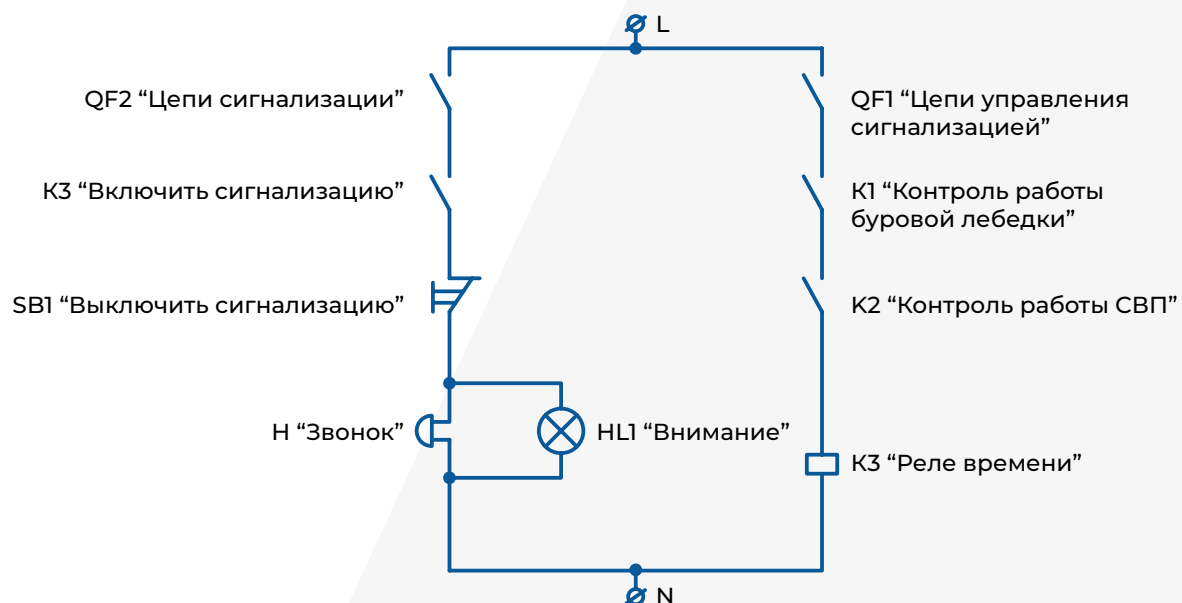 L
QF2 “Цепи сигнализации”
QF1 “Цепи управления
сигнализацией”
К3 “Включить сигнализацию”
К1 “Контроль работы
буровой лебедки”
SB1 “Выключить сигнализацию”
К2 “Контроль работы СВП”
Н “Звонок”
HL1 “Внимание”
К3 “Реле времени”
N